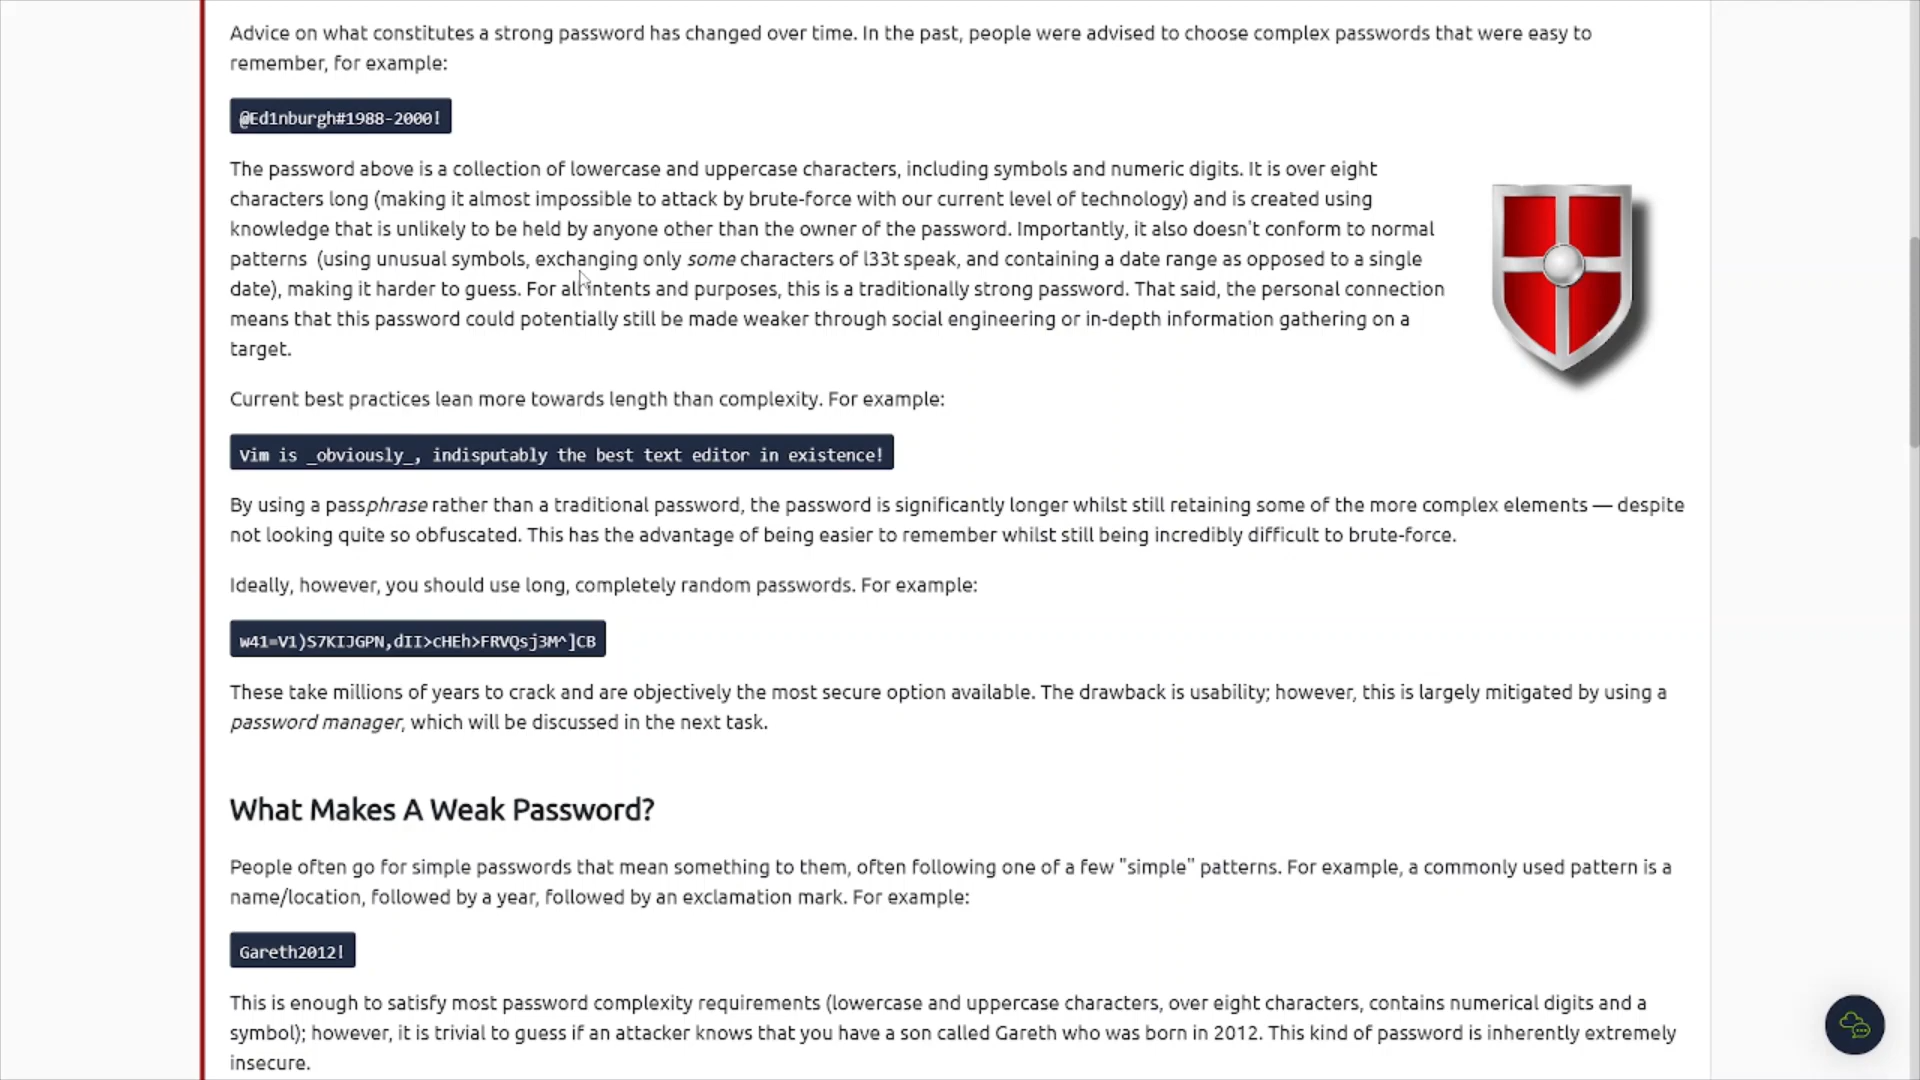 Advice on what constitutes a strong password has changed over time. In the past, people were advised to choose complex passwords that were easy to
remember, for example:
@Ed1nburgh#1988-2000!
The password above is a collection of lowercase and uppercase characters, including symbols and numeric digits. It is over eight
characters long (making it almost impossible to attack by brute-force with our current level of technology) and is created using
knowledge that is unlikely to be held by anyone other than the owner of the password. Importantly, it also doesn't conform to normal
patterns  (using unusual symbols, exchanging only some characters of l33t speak, and containing a date range as opposed to a single
date), making it harder to guess. For all intents and purposes, this is a traditionally strong password. That said, the personal connection
means that this password could potentially still be made weaker through social engineering or in-depth information gathering on a
target.
Current best practices lean more towards length than complexity. For example:
Vim is _obviously_, indisputably the best text editor in existence!
By using a passphrase rather than a traditional password, the password is significantly longer whilst still retaining some of the more complex elements — despite
not looking quite so obfuscated. This has the advantage of being easier to remember whilst still being incredibly difficult to brute-force.
Ideally, however, you should use long, completely random passwords. For example:
w41=V1)S7KIJGPN,dII>cHEh>FRVQsj3M^]CB
These take millions of years to crack and are objectively the most secure option available. The drawback is usability; however, this is largely mitigated by using a
password manager, which will be discussed in the next task.
What Makes A Weak Password?
People often go for simple passwords that mean something to them, often following one of a few "simple" patterns. For example, a commonly used pattern is a
name/location, followed by a year, followed by an exclamation mark. For example:
Gareth2012!
This is enough to satisfy most password complexity requirements (lowercase and uppercase characters, over eight characters, contains numerical digits and a
symbol); however, it is trivial to guess if an attacker knows that you have a son called Gareth who was born in 2012. This kind of password is inherently extremely
insecure.